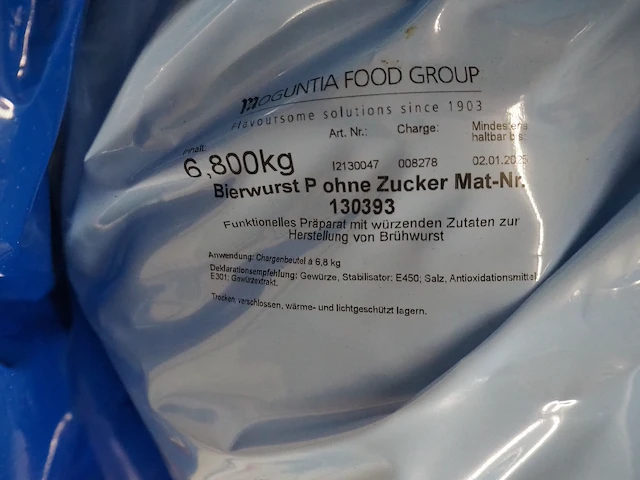 MOGUNTIA FOOD GROUP
Flavoursome solutions since 1903
Inhalt: Art. Nr.: Charge: Mindestens haltbar bis:
6,800kg I2130047 008278 02.01.2025
Bierwurst P ohne Zucker Mat-Nr.
130393
Funktionelles Präparat mit würzenden Zutaten zur
Herstellung von Brühwurst
Anwendung: Chargenbeutel á 6,8 kg
Deklarationsempfehlung: Gewürze, Stabilisator: E450; Salz, Antioxidationsmittel
E301; Gewürzextrakt.
Trocken, verschlossen, wärme- und lichtgeschützt lagern.